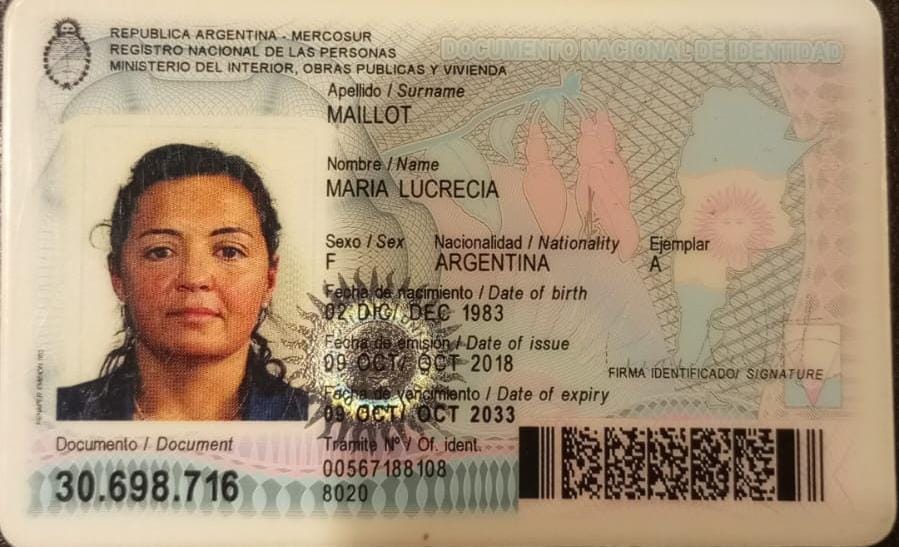 REPUBLICA ARGENTINA - MERCOSUR
REGISTRO NACIONAL DE LAS PERSONAS
MINISTERIO DEL INTERIOR, OBRAS PUBLICAS Y VIVIENDA
DOCUMENTO NACIONAL DE IDENTIDAD
Apellido / Surname
MAILLOT
Nombre / Name
MARIA LUCRECIA
Sexo / Sex Nacionalidad / Nationality Ejemplar
F ARGENTINA A
Fecha de nacimiento / Date of birth
02 DIC/ DEC 1983
Fecha de emisión / Date of issue
09 OCT/ OCT 2018
Fecha de vencimiento / Date of expiry
09 OCT/ OCT 2033
FIRMA IDENTIFICADO/ SIGNATURE
Documento / Document
30.698.716
Tramite Nº / Of. ident.
00567188108
8020